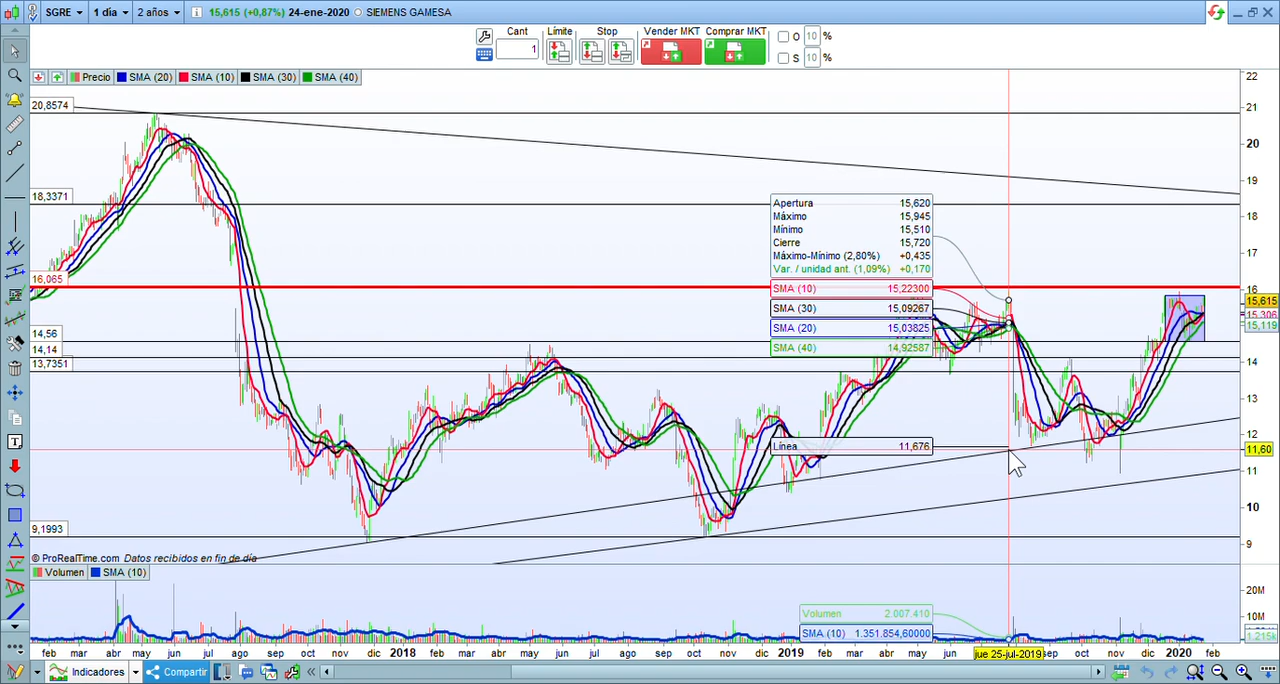 SGRE 1 día 2 años 15,615 (+0,87%) 24-ene-2020 SIEMENS GAMESA
Cant Límite Stop Vender MKT Comprar MKT O 10 %
1 S 10 %
Precio SMA (20) SMA (10) SMA (30) SMA (40)
20,8574
18,3371
16,065
14,56
14,14
13,7351
9,1993
Apertura 15,620
Máximo 15,945
Mínimo 15,510
Cierre 15,720
Máximo-Mínimo (2,80%) +0,435
Var. / unidad ant. (1,09%) +0,170
SMA (10) 15,22300
SMA (30) 15,09267
SMA (20) 15,03825
SMA (40) 14,92587
Línea 11,676
22
21
20
19
18
17
16
15,615
15,306
15,119
14
13
12
11,60
11
10
9
© ProRealTime.com Datos recibidos en fin de día
Volumen SMA (10)
Volumen 2.007.410
SMA (10) 1.351.854,60000
20M
10M
1.215k
feb mar abr may jun jul ago sep oct nov dic 2018 feb mar abr may jun jul ago sep oct nov dic 2019 feb mar abr may jun jue 25-jul-2019 sep oct nov dic 2020 feb
Indicadores Compartir